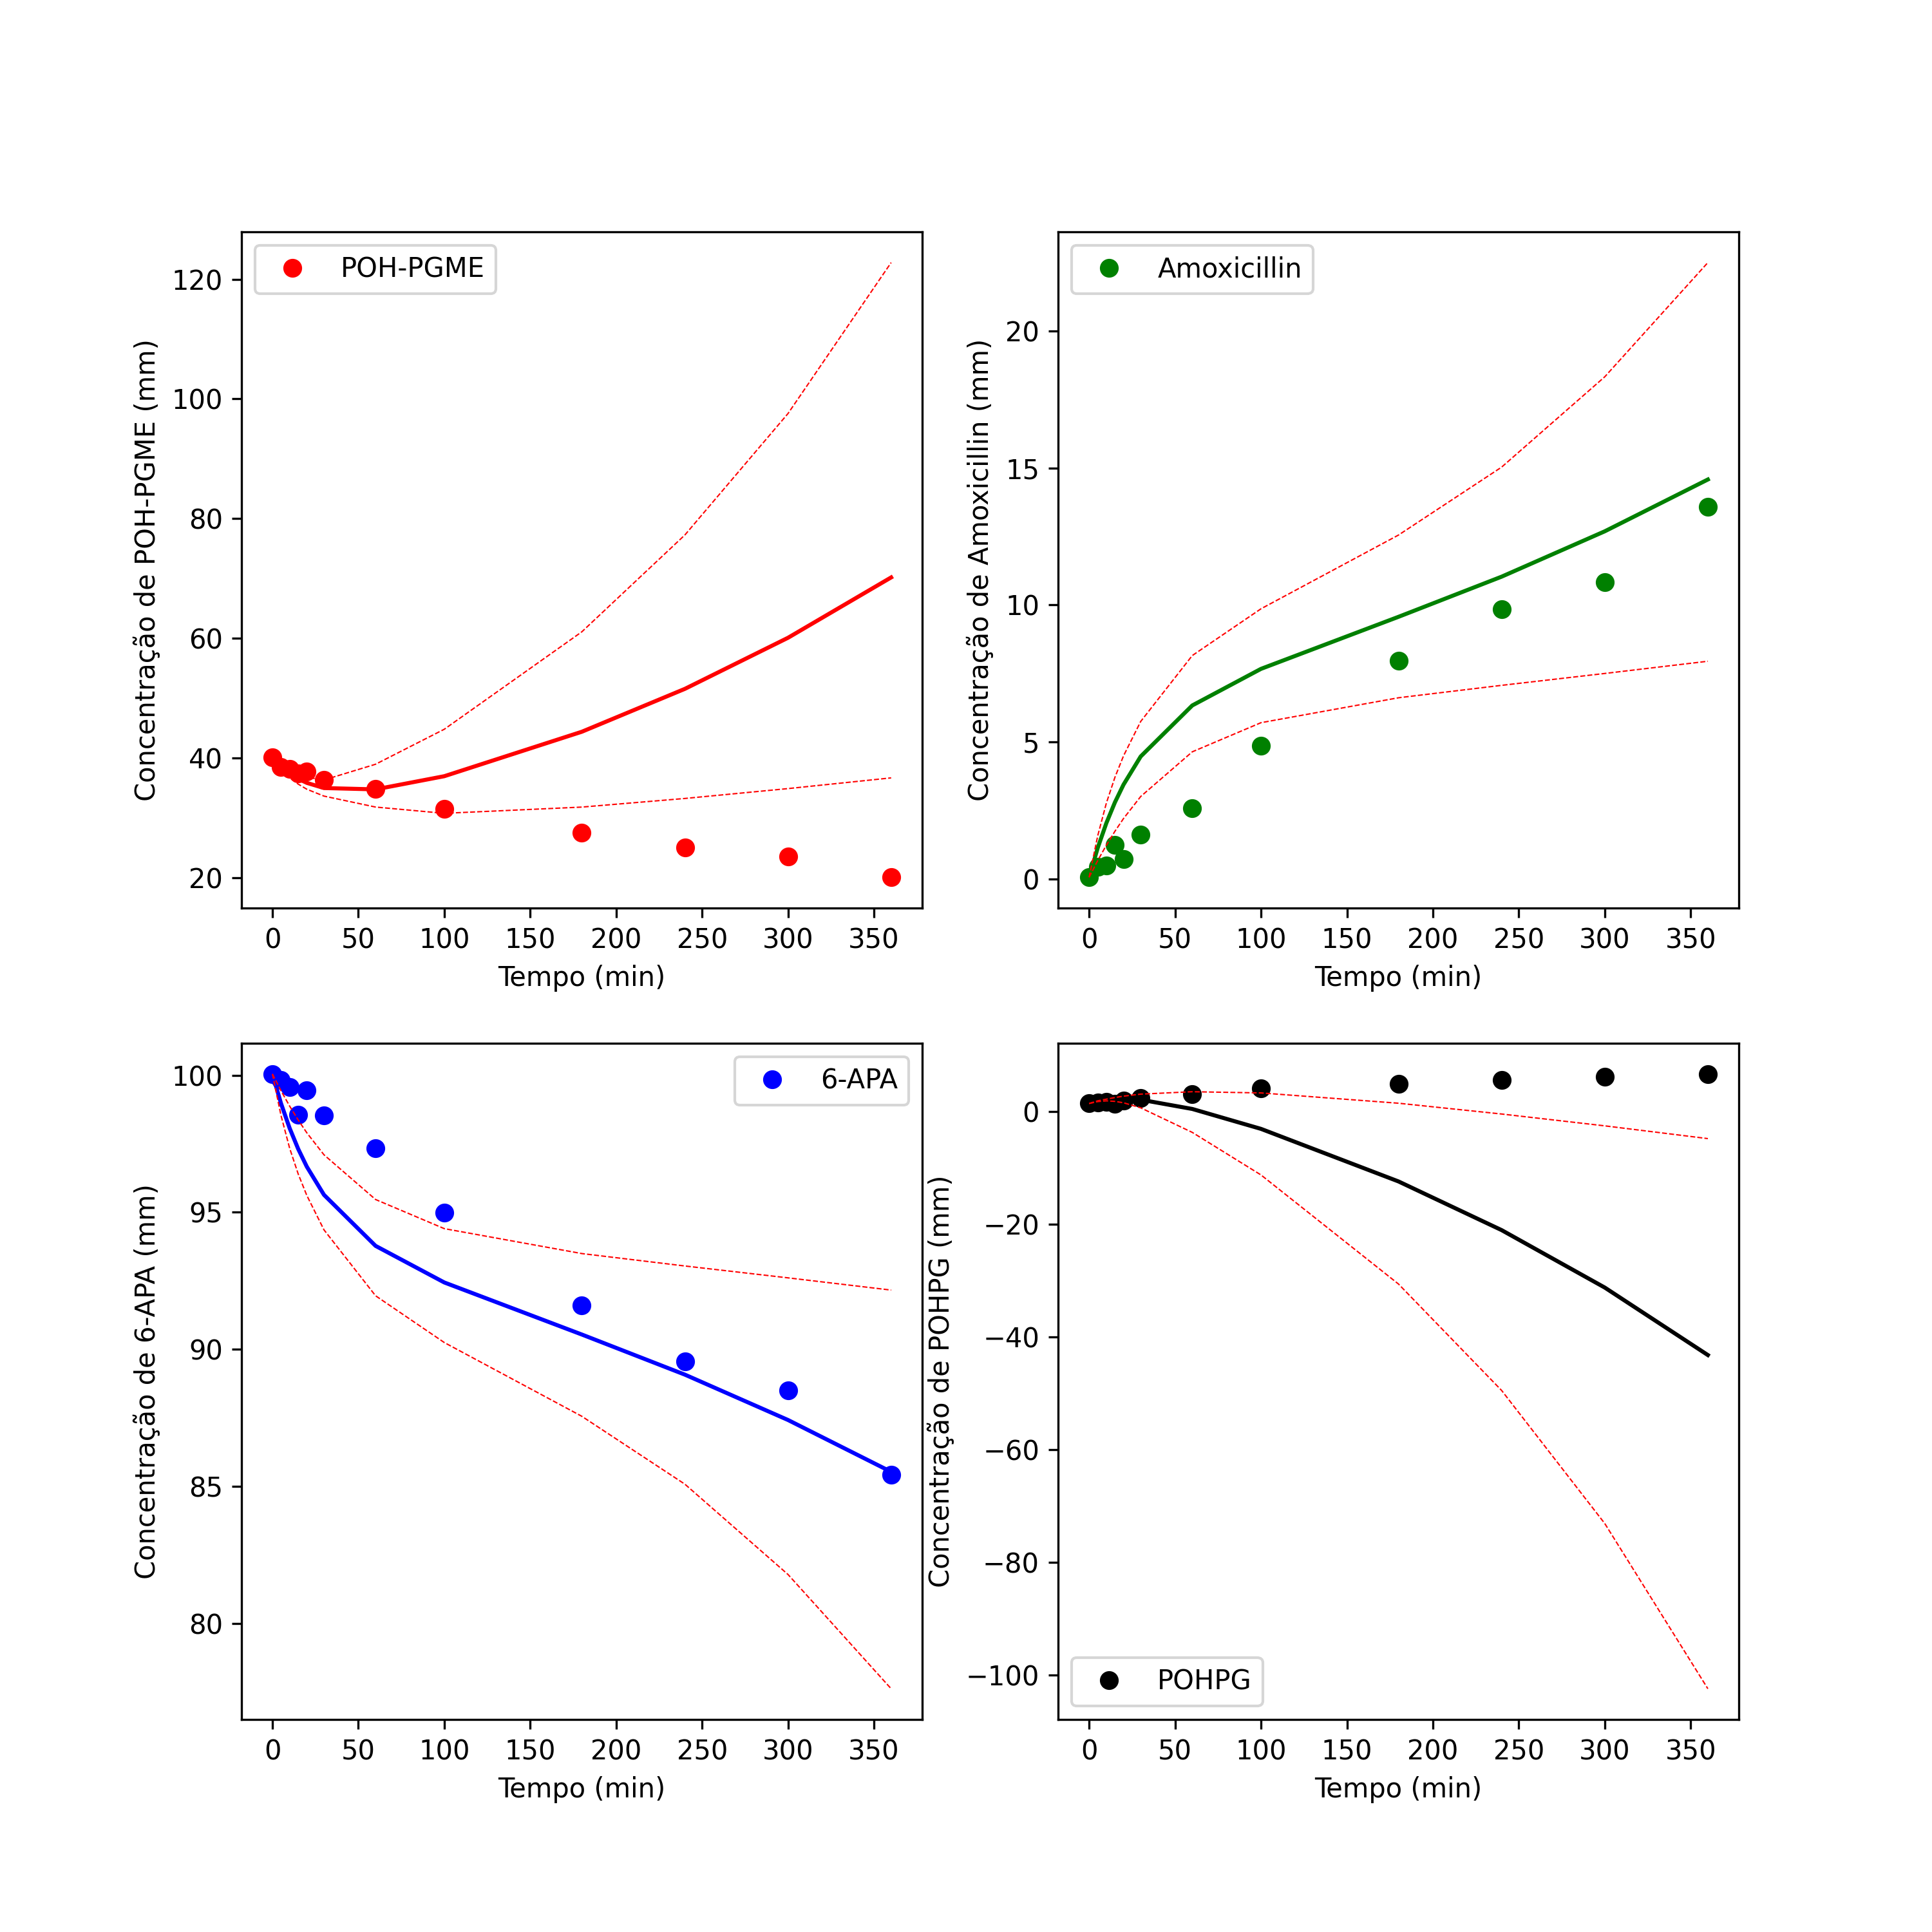 POH-PGME
Concentração de POH-PGME (mm)
120
100
80
60
40
20
0 50 100 150 200 250 300 350
Tempo (min)
Amoxicillin
Concentração de Amoxicillin (mm)
20
15
10
5
0
0 50 100 150 200 250 300 350
Tempo (min)
6-APA
Concentração de 6-APA (mm)
100
95
90
85
80
0 50 100 150 200 250 300 350
Tempo (min)
Concentração de POHPG (mm)
0
−20
−40
−60
−80
−100
POHPG
0 50 100 150 200 250 300 350
Tempo (min)